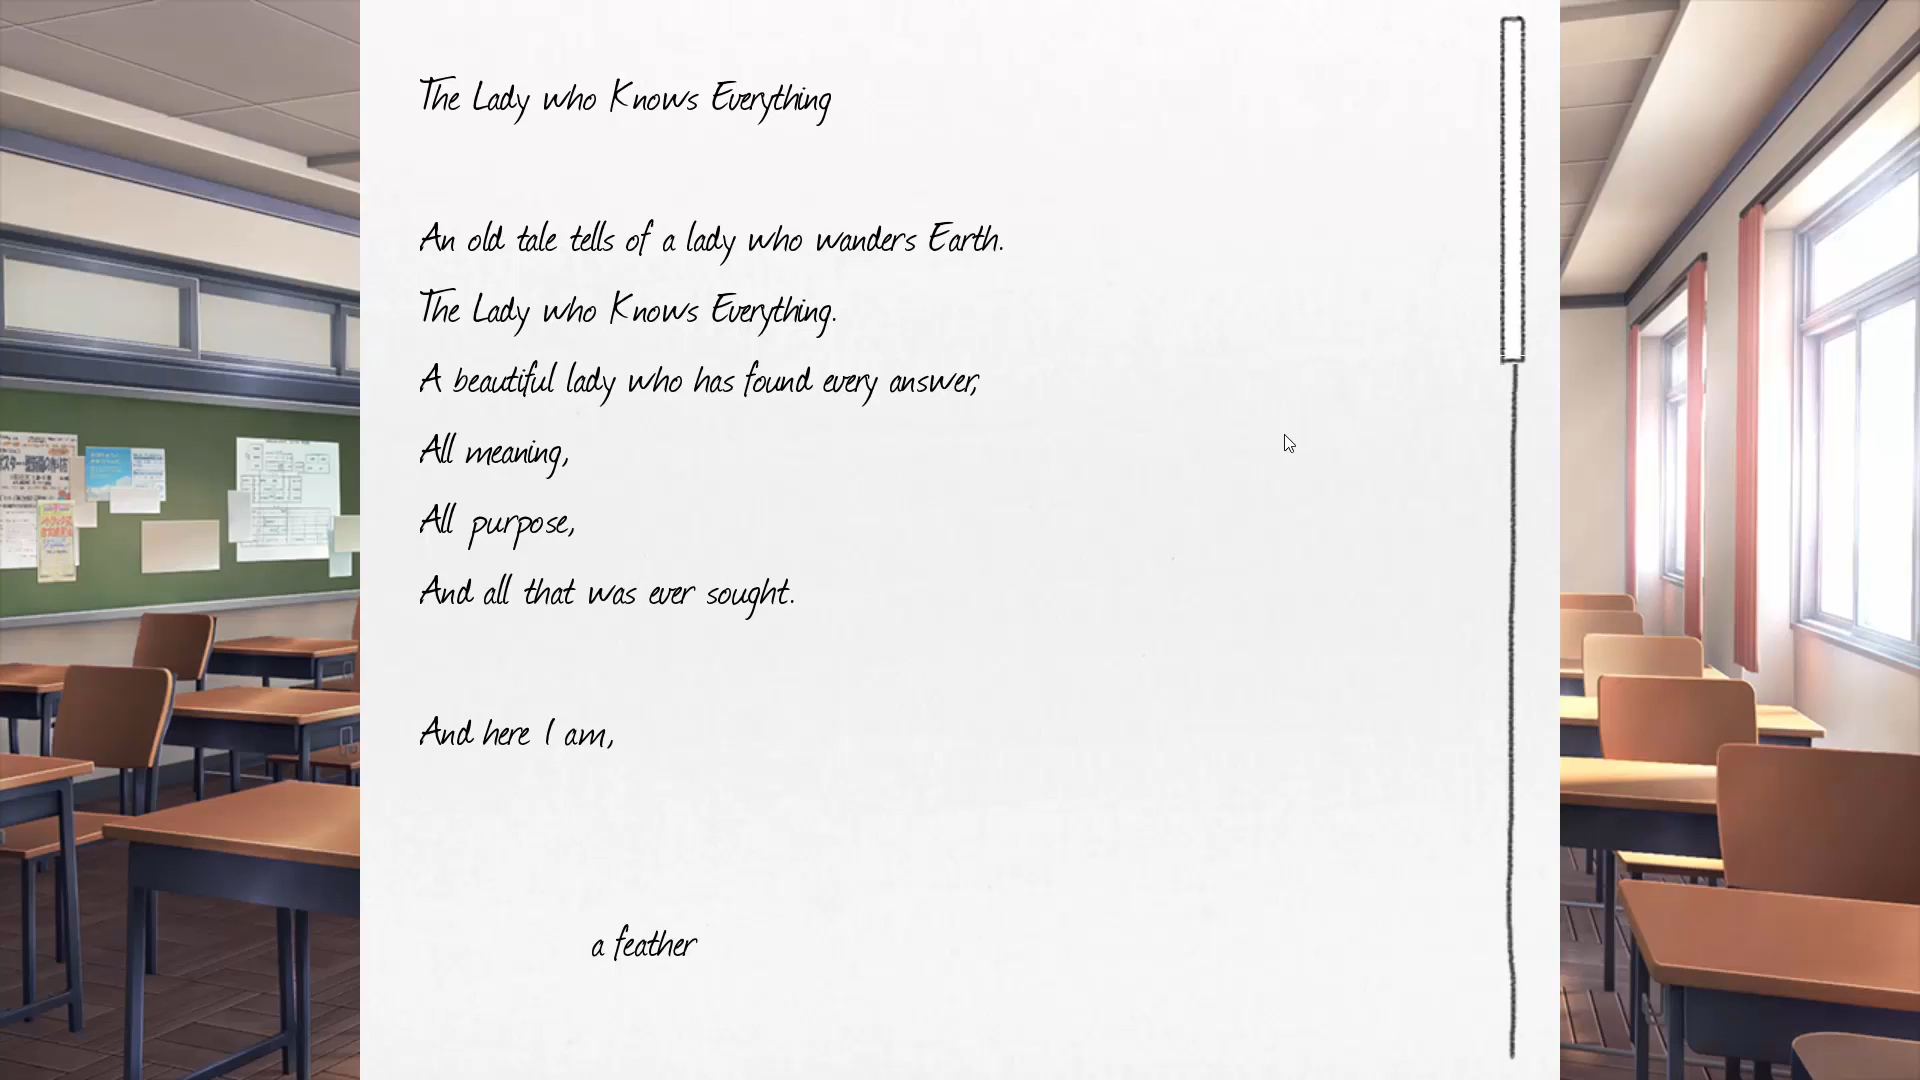 The Lady who Knows Everything
An old tale tells of a lady who wanders Earth.
The Lady who Knows Everything.
A beautiful lady who has found every answer,
All meaning,
All purpose,
And all that was ever sought.
And here I am,
a feather